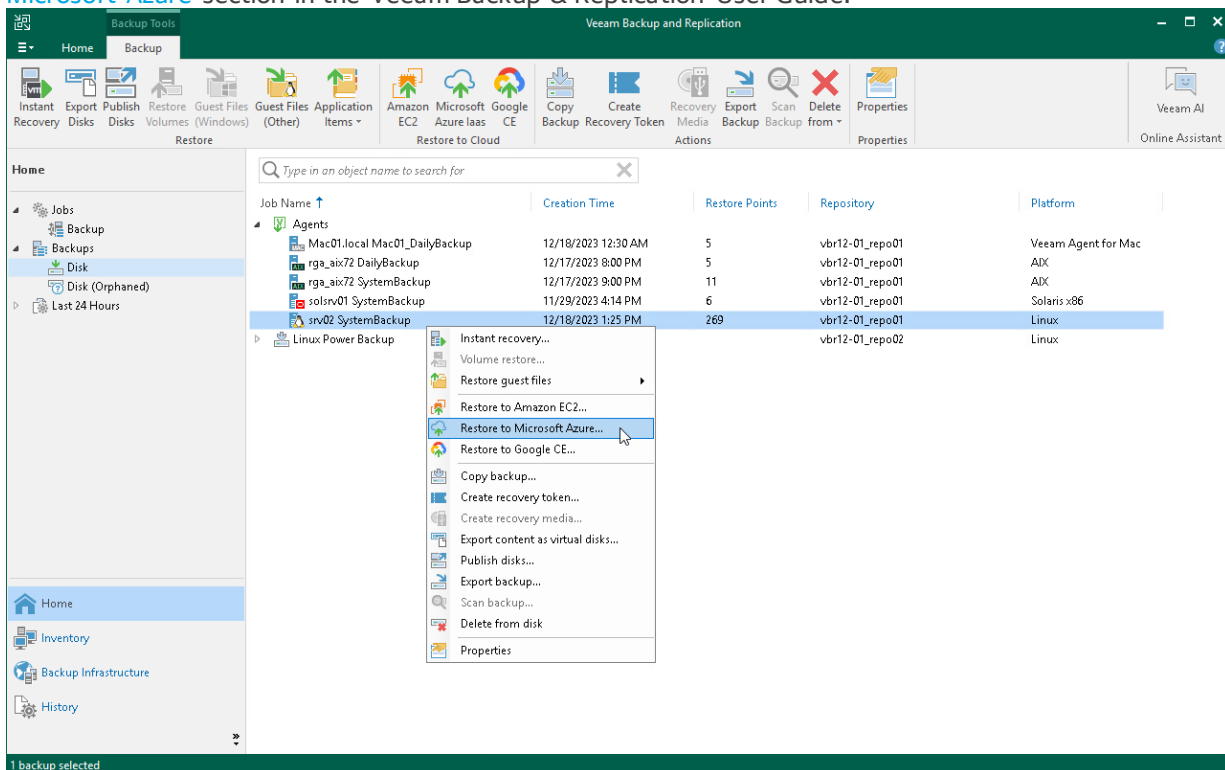 Microsoft Azure section in the Veeam Backup & Replication User Guide.
Backup Tools
Veeam Backup and Replication
Home
Backup
Instant Recovery
Export Disks
Publish Disks
Restore Volumes
Guest Files (Windows)
Guest Files (Other)
Application Items
Amazon EC2
Microsoft Azure Iaas
Google CE
Copy Backup
Create Recovery Token
Recovery Media
Export Backup
Scan Backup
Delete from
Properties
Veeam AI
Restore
Restore to Cloud
Actions
Properties
Online Assistant
Home
Type in an object name to search for
Jobs
Backup
Backups
Disk
Disk (Orphaned)
Last 24 Hours
Job Name Creation Time Restore Points Repository Platform
Agents
Mac01.local Mac01_DailyBackup 12/18/2023 12:30 AM 5 vbr12-01_repo01 Veeam Agent for Mac
rga_aix72 DailyBackup 12/17/2023 8:00 PM 5 vbr12-01_repo01 AIX
rga_aix72 SystemBackup 12/17/2023 9:00 PM 11 vbr12-01_repo01 AIX
solsrv01 SystemBackup 11/29/2023 4:14 PM 6 vbr12-01_repo01 Solaris x86
srv02 SystemBackup 12/18/2023 1:25 PM 269 vbr12-01_repo01 Linux
Linux Power Backup vbr12-01_repo02 Linux
Instant recovery...
Volume restore...
Restore guest files
Restore to Amazon EC2...
Restore to Microsoft Azure...
Restore to Google CE...
Copy backup...
Create recovery token...
Create recovery media...
Export content as virtual disks...
Publish disks...
Export backup...
Scan backup...
Delete from disk
Properties
Home
Inventory
Backup Infrastructure
History
1 backup selected